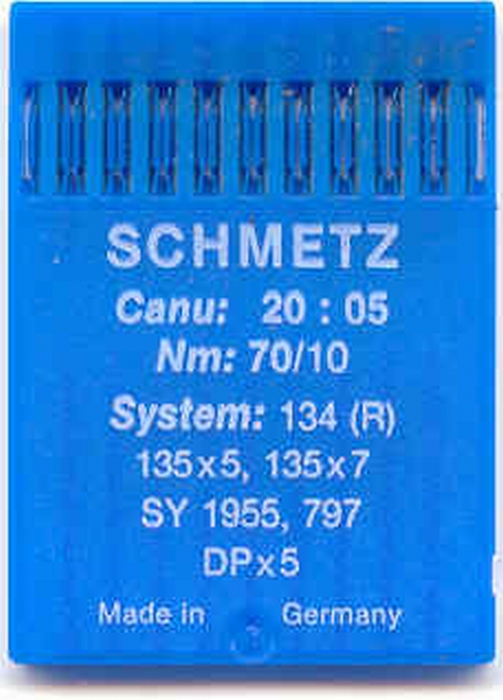 SCHMETZ
Canu: 20 : 05
Nm: 70/10
System: 134 (R)
135x5, 135x7
SY 1955, 797
DPx5
Made in Germany